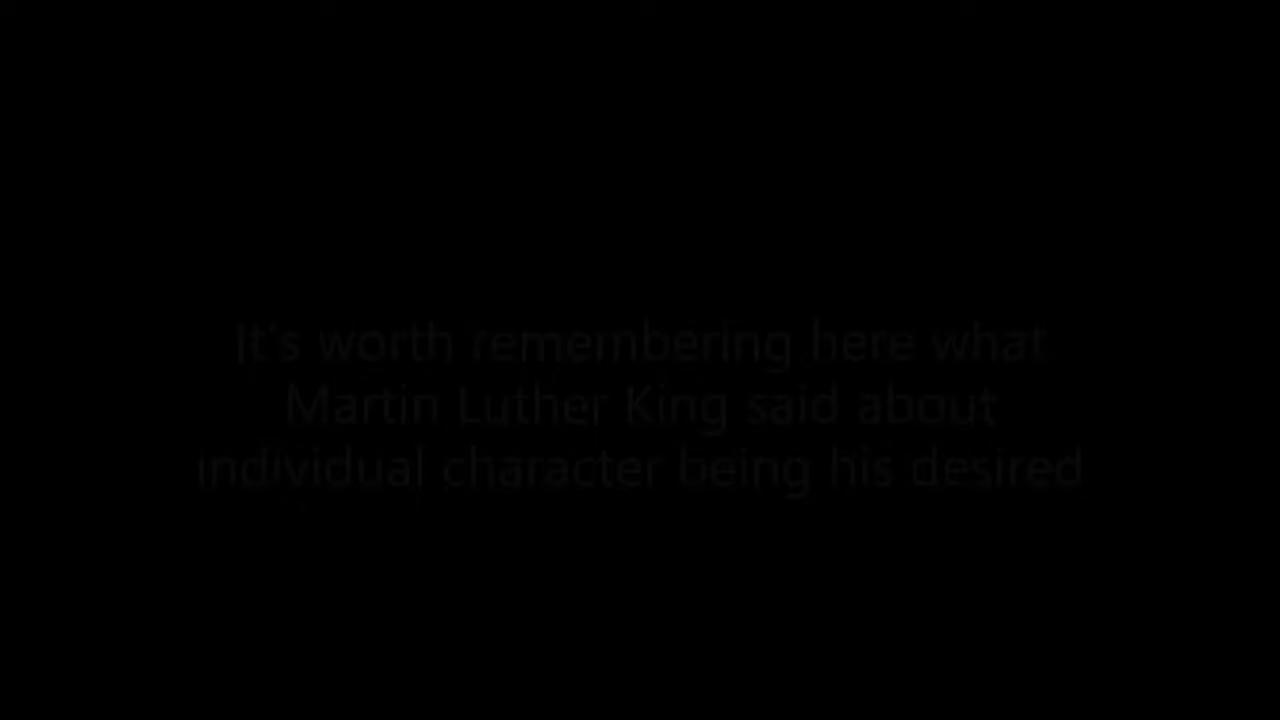 It's worth remembering here what
Martin Luther King said about
individual character being his desired